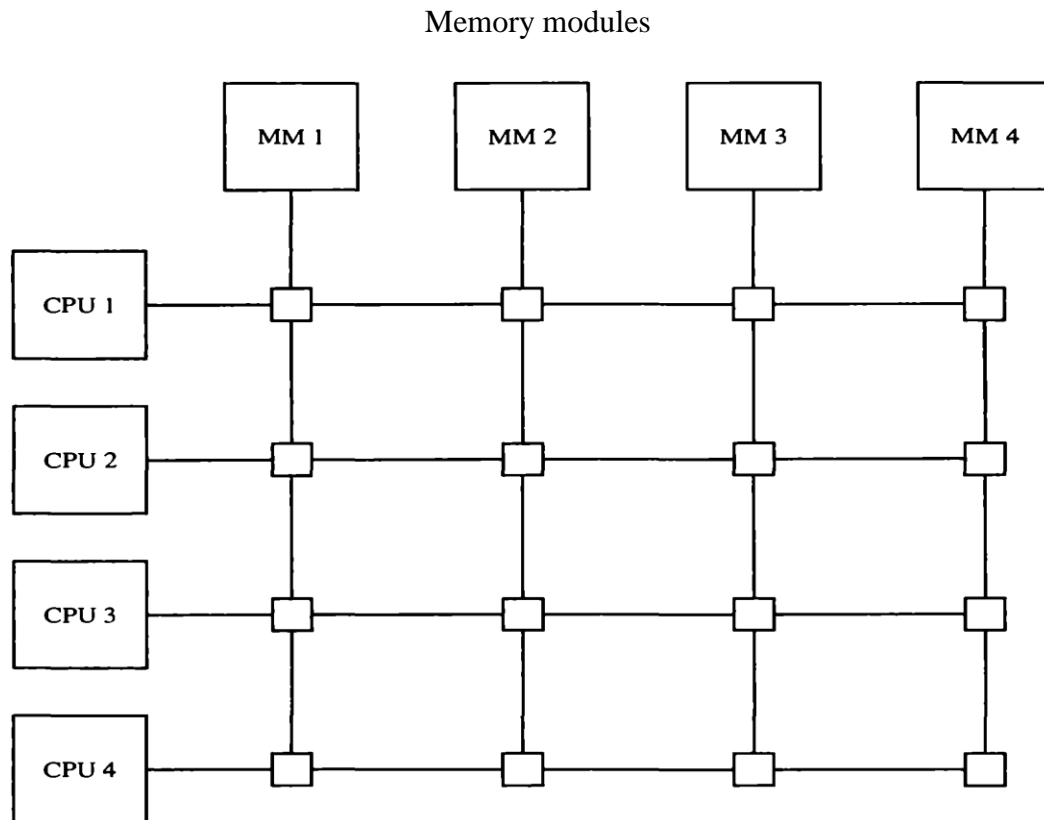 Memory modules
MM 1
MM 2
MM 3
MM 4
CPU 1
CPU 2
CPU 3
CPU 4